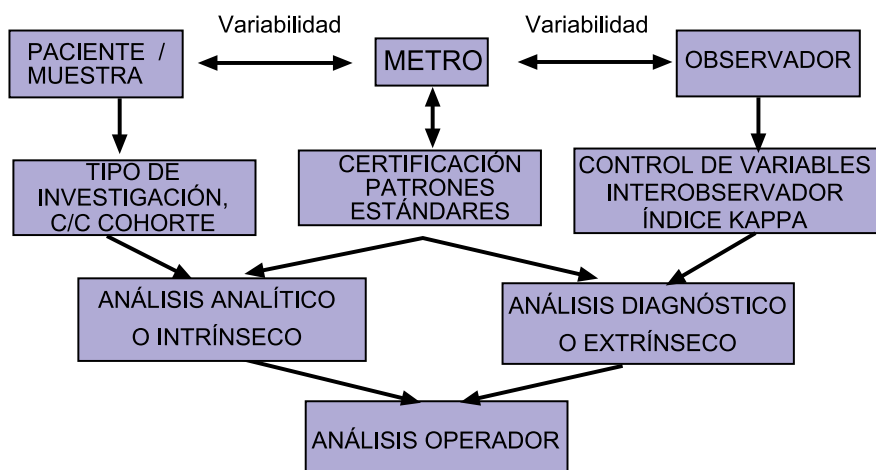 Variabilidad
Variabilidad
PACIENTE /
MUESTRA
METRO
OBSERVADOR
TIPO DE
INVESTIGACIÓN,
C/C COHORTE
CERTIFICACIÓN
PATRONES
ESTÁNDARES
CONTROL DE VARIABLES
INTEROBSERVADOR
ÍNDICE KAPPA
ANÁLISIS ANALÍTICO
O INTRÍNSECO
ANÁLISIS DIAGNÓSTICO
O EXTRÍNSECO
ANÁLISIS OPERADOR